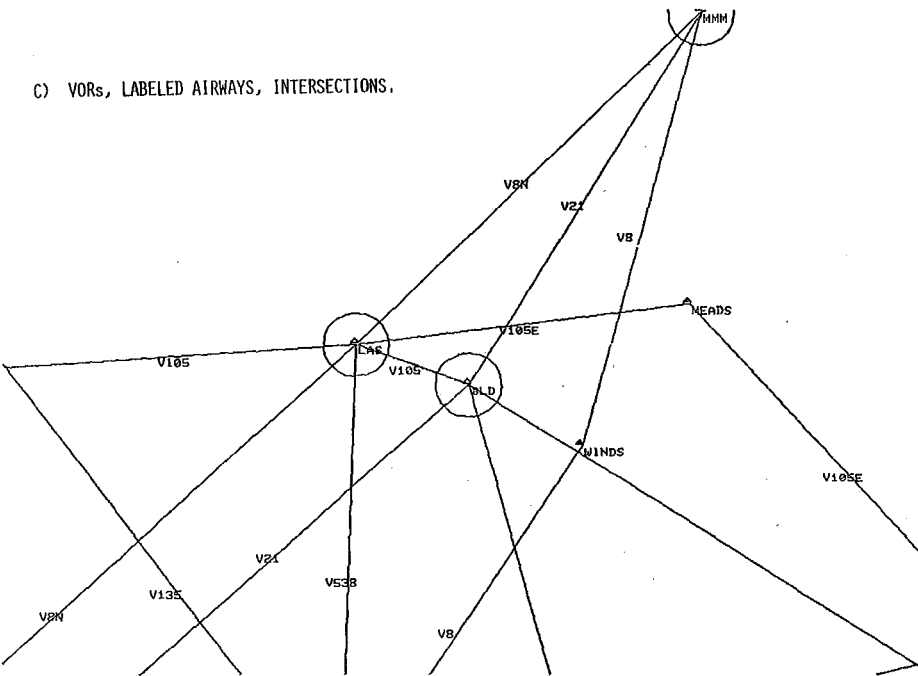 MMM
C) VORs, LABELED AIRWAYS, INTERSECTIONS.
V8N
V21
V8
MEADS
V105E
LAS
V105
V105
BLD
WINDS
V105E
V21
V538
V135
V8N
V8